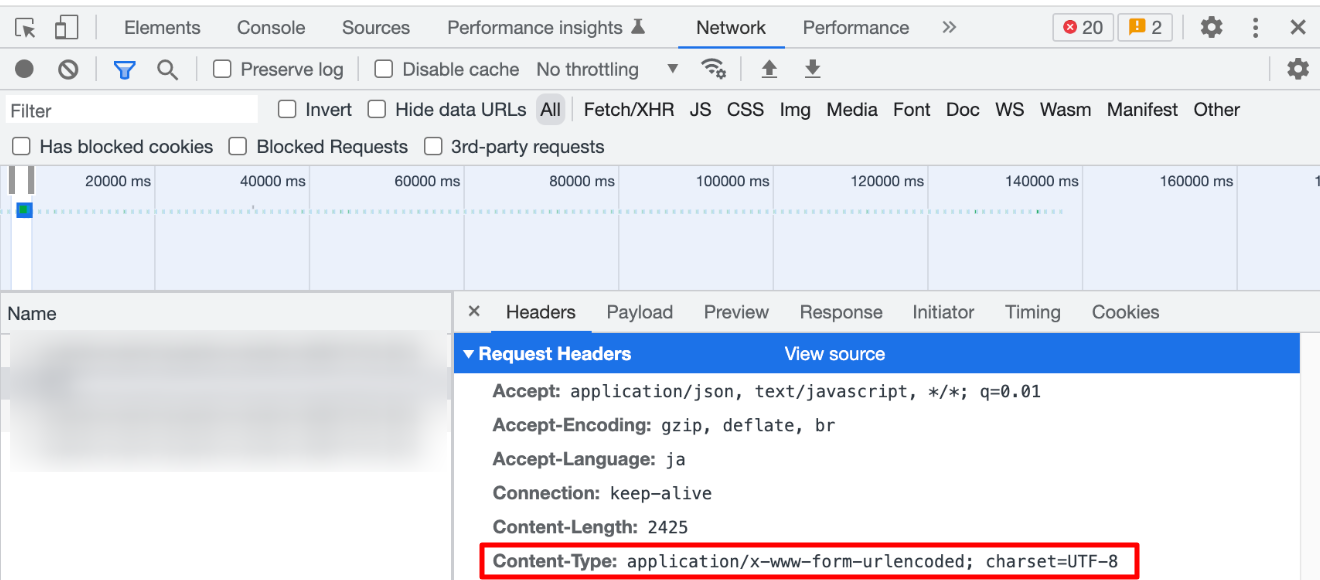 Elements Console Sources Performance insights Network Performance » 20 2
Preserve log Disable cache No throttling
Filter Invert Hide data URLs All Fetch/XHR JS CSS Img Media Font Doc WS Wasm Manifest Other
Has blocked cookies Blocked Requests 3rd-party requests
20000 ms 40000 ms 60000 ms 80000 ms 100000 ms 120000 ms 140000 ms 160000 ms
Name × Headers Payload Preview Response Initiator Timing Cookies
Request Headers View source
Accept: application/json, text/javascript, */*; q=0.01
Accept-Encoding: gzip, deflate, br
Accept-Language: ja
Connection: keep-alive
Content-Length: 2425
Content-Type: application/x-www-form-urlencoded; charset=UTF-8